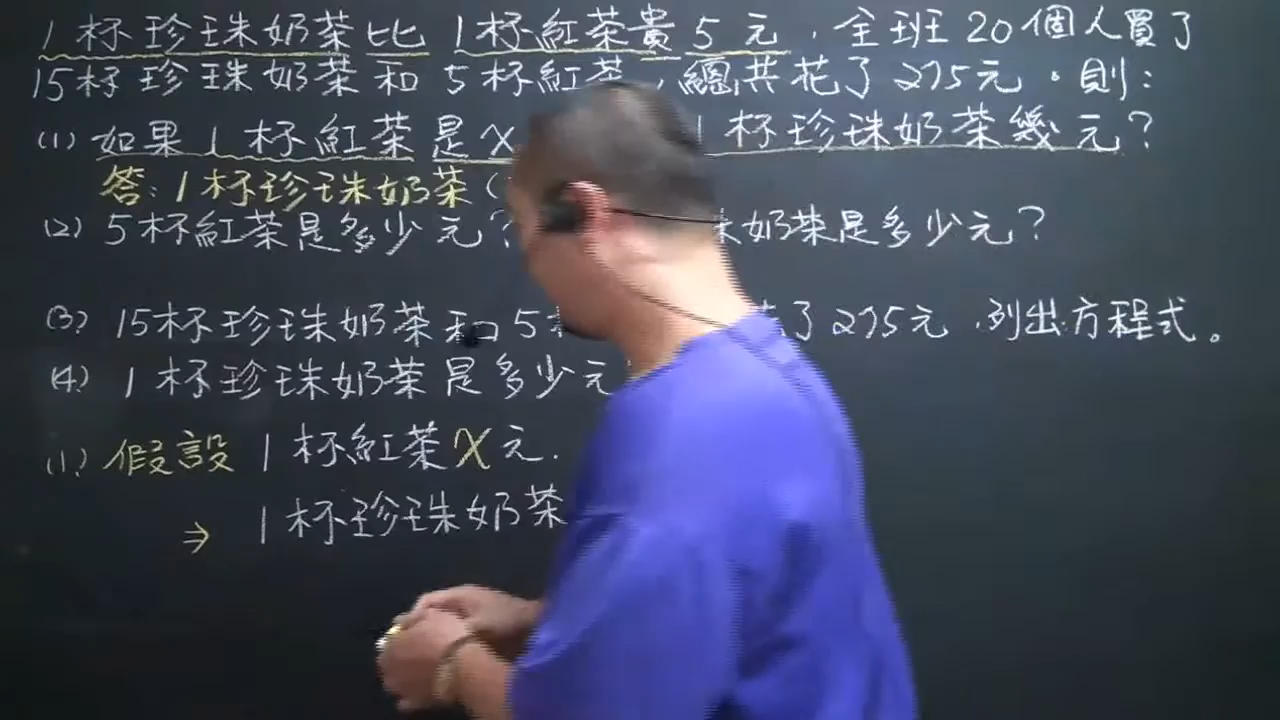 1杯珍珠奶茶比1杯紅茶貴5元，全班20個人買了
15杯珍珠奶茶和5杯紅茶，總共花了275元。則：
(1) 如果1杯紅茶是x 1杯珍珠奶茶幾元？
答：1杯珍珠奶茶(
(2) 5杯紅茶是多少元？ 珠奶茶是多少元？
(3) 15杯珍珠奶茶和5 了275元，列出方程式。
(4) 1杯珍珠奶茶是多少元
(1) 假設 1杯紅茶x元.
⇒ 1杯珍珠奶茶